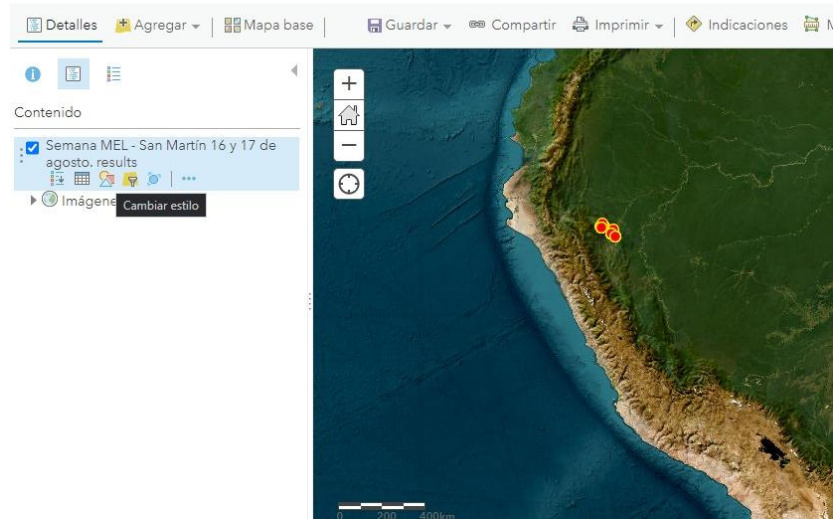 Detalles Agregar Mapa base Guardar Compartir Imprimir Indicaciones M
Contenido
Semana MEL - San Martín 16 y 17 de
agosto. results
Imágene
Cambiar estilo
0 200 400km